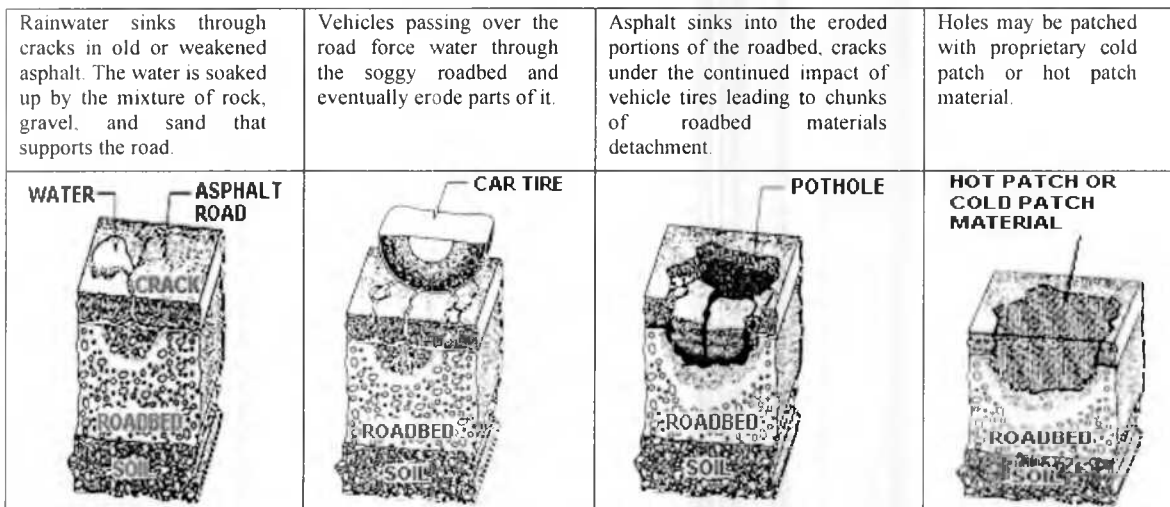 Rainwater sinks through
cracks in old or weakened
asphalt. The water is soaked
up by the mixture of rock,
gravel, and sand that
supports the road.
Vehicles passing over the
road force water through
the soggy roadbed and
eventually erode parts of it.
Asphalt sinks into the eroded
portions of the roadbed, cracks
under the continued impact of
vehicle tires leading to chunks
of roadbed materials
detachment.
Holes may be patched
with proprietary cold
patch or hot patch
material.
WATER
ASPHALT
ROAD
CRACK
ROADBED
SOIL
CAR TIRE
ROADBED
SOIL
POTHOLE
ROADBED
SOIL
HOT PATCH OR
COLD PATCH
MATERIAL
ROADBED
SOIL